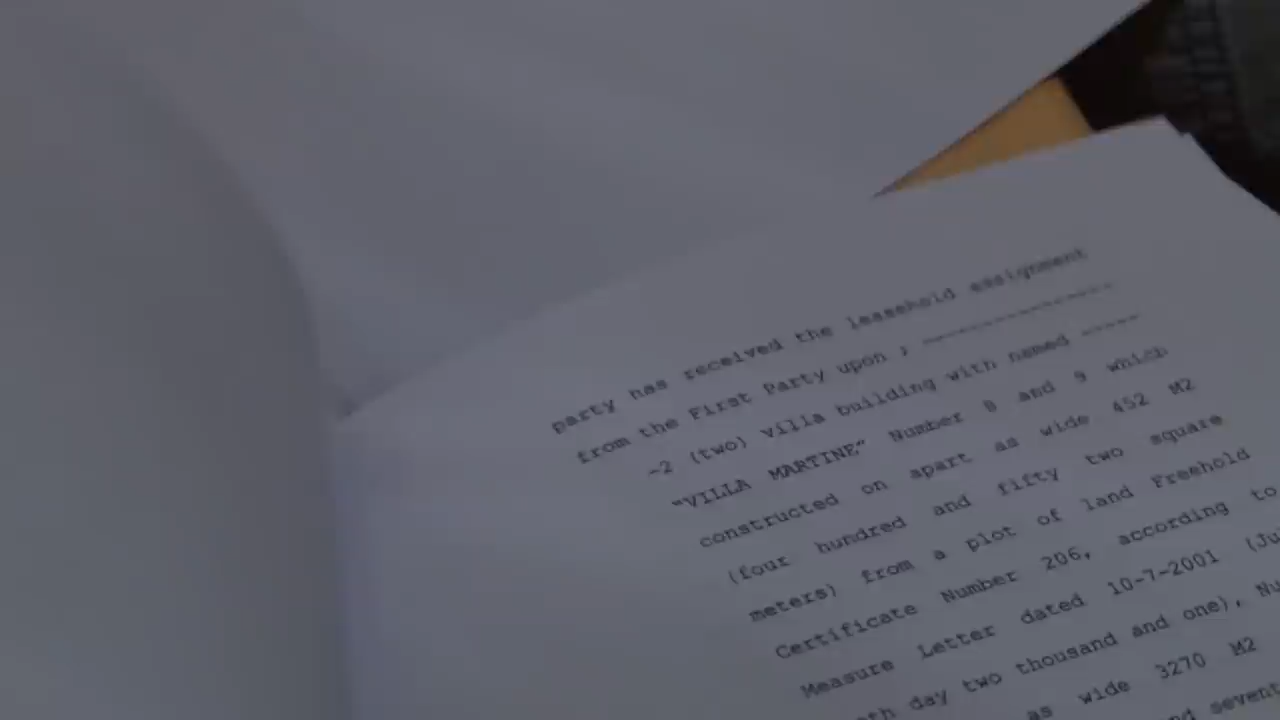 party has received the leasehold assignment
from the First Party upon ; -----------------
-2 (two) Villa building with named -----
“VILLA MARTINE” Number 8 and 9 which
constructed on apart as wide 452 M2
(four hundred and fifty two square
meters) from a plot of land Freehold
Certificate Number 206, according to
Measure Letter dated 10-7-2001
day two thousand and one),
as wide 3270 M2